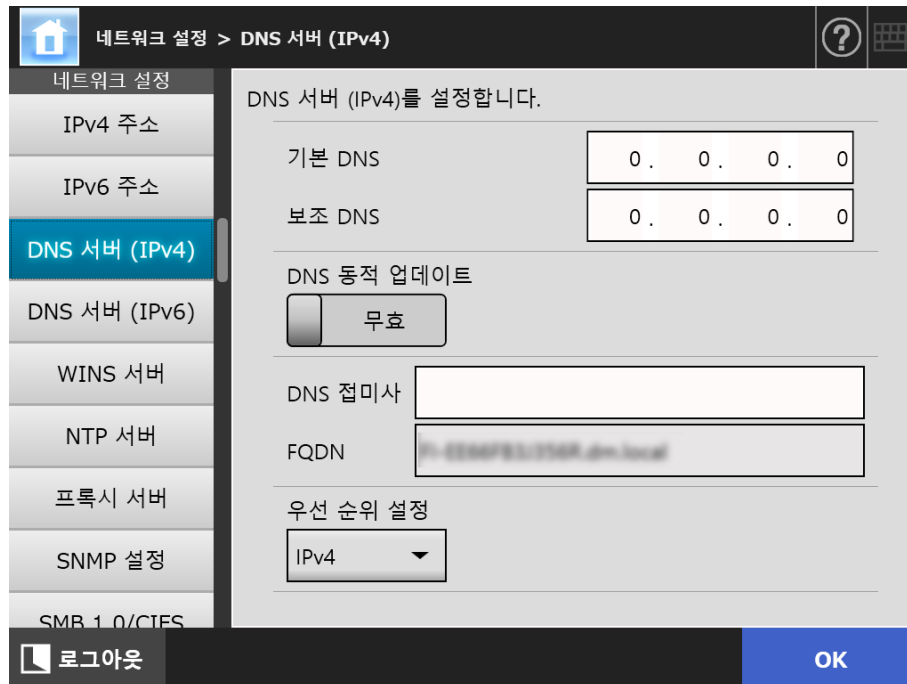 네트워크 설정 > DNS 서버 (IPv4)
?
네트워크 설정
IPv4 주소
IPv6 주소
DNS 서버 (IPv4)
DNS 서버 (IPv6)
WINS 서버
NTP 서버
프록시 서버
SNMP 설정
SMB 1.0/CIFS
DNS 서버 (IPv4)를 설정합니다.
기본 DNS 0. 0. 0. 0
보조 DNS 0. 0. 0. 0
DNS 동적 업데이트
무효
DNS 접미사
FQDN
우선 순위 설정
IPv4
로그아웃
OK